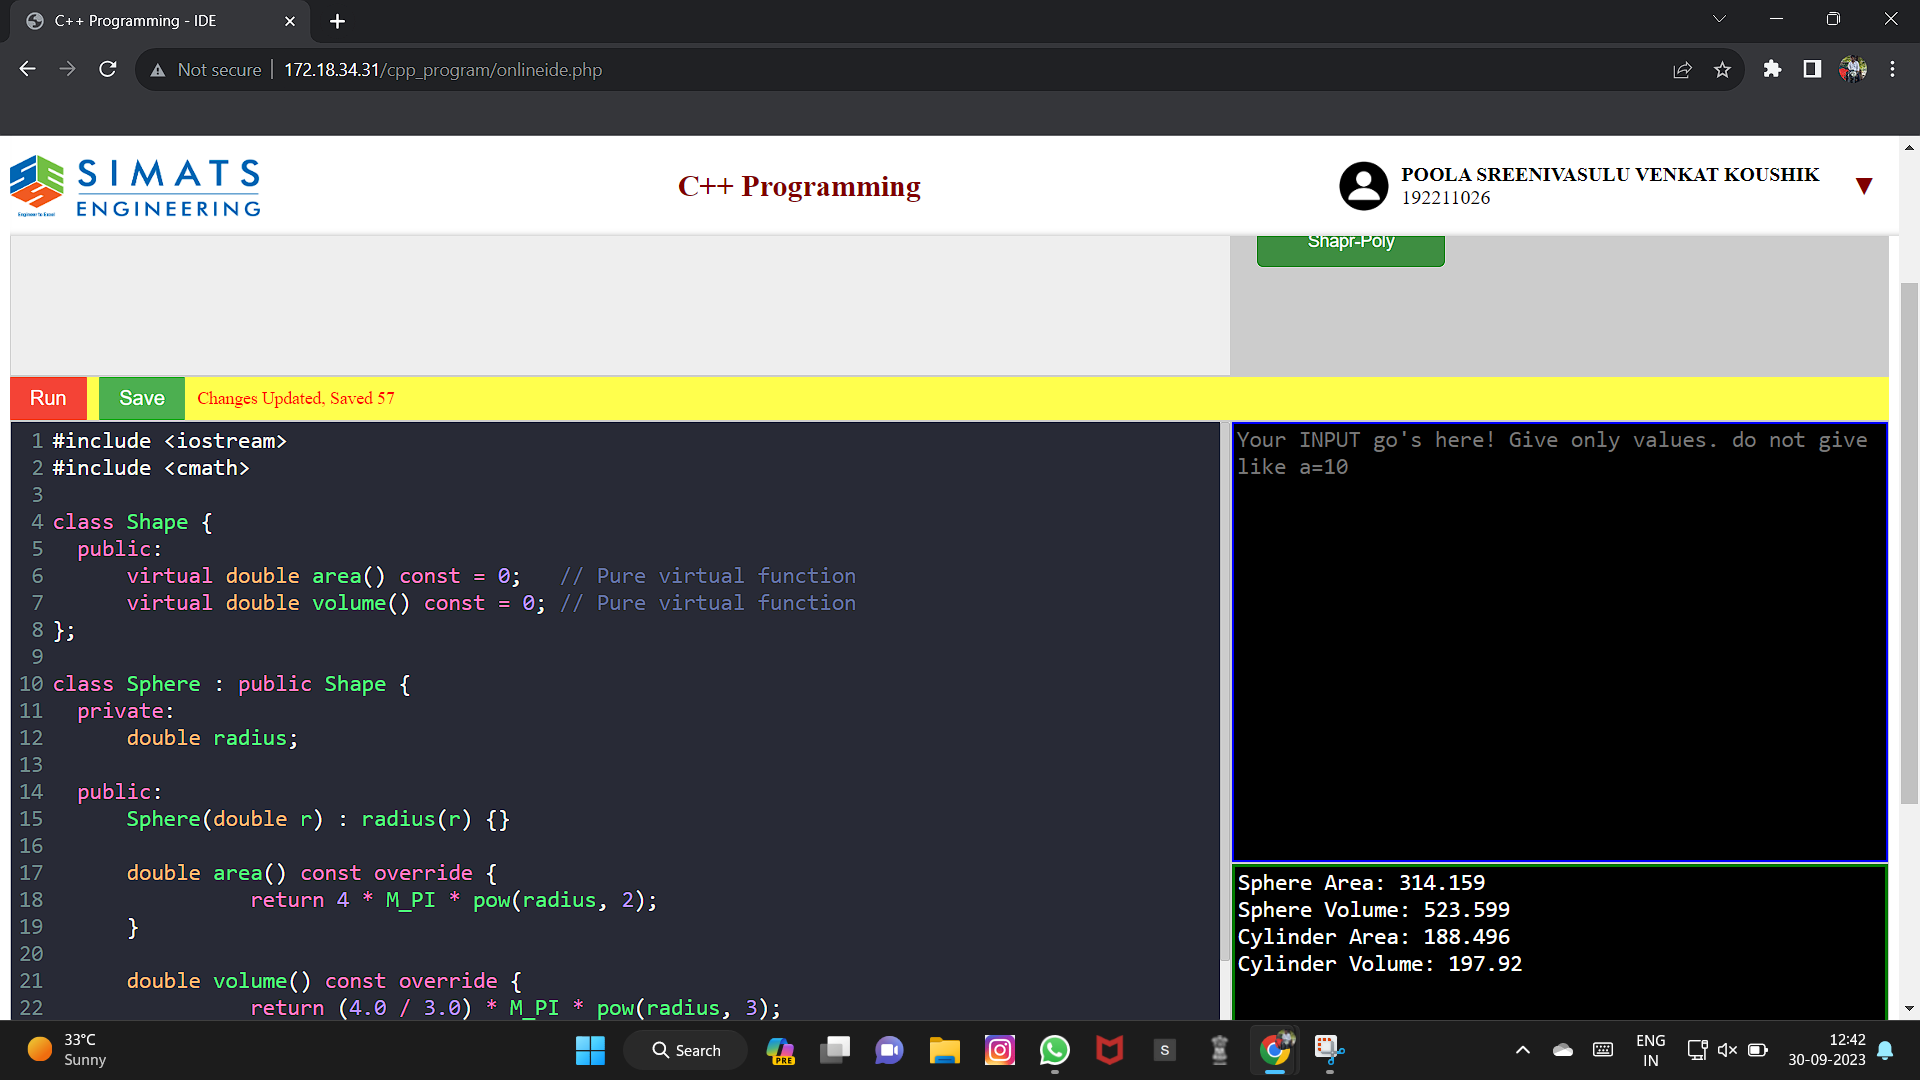 C++ Programming - IDE
Not secure 172.18.34.31/cpp_program/onlineide.php
SIMATS
ENGINEERING
Engineer to Excel
C++ Programming
POOLA SREENIVASULU VENKAT KOUSHIK
192211026
Shapr-Poly
Run Save Changes Updated, Saved 57
1 #include <iostream>
2 #include <cmath>
3
4 class Shape {
5 public:
6 virtual double area() const = 0; // Pure virtual function
7 virtual double volume() const = 0; // Pure virtual function
8 };
9
10 class Sphere : public Shape {
11 private:
12 double radius;
13
14 public:
15 Sphere(double r) : radius(r) {}
16
17 double area() const override {
18 return 4 * M_PI * pow(radius, 2);
19 }
20
21 double volume() const override {
22 return (4.0 / 3.0) * M_PI * pow(radius, 3);
Your INPUT go's here! Give only values. do not give
like a=10
Sphere Area: 314.159
Sphere Volume: 523.599
Cylinder Area: 188.496
Cylinder Volume: 197.92
33°C
Sunny
Search
PRE
S
ENG
IN
12:42
30-09-2023